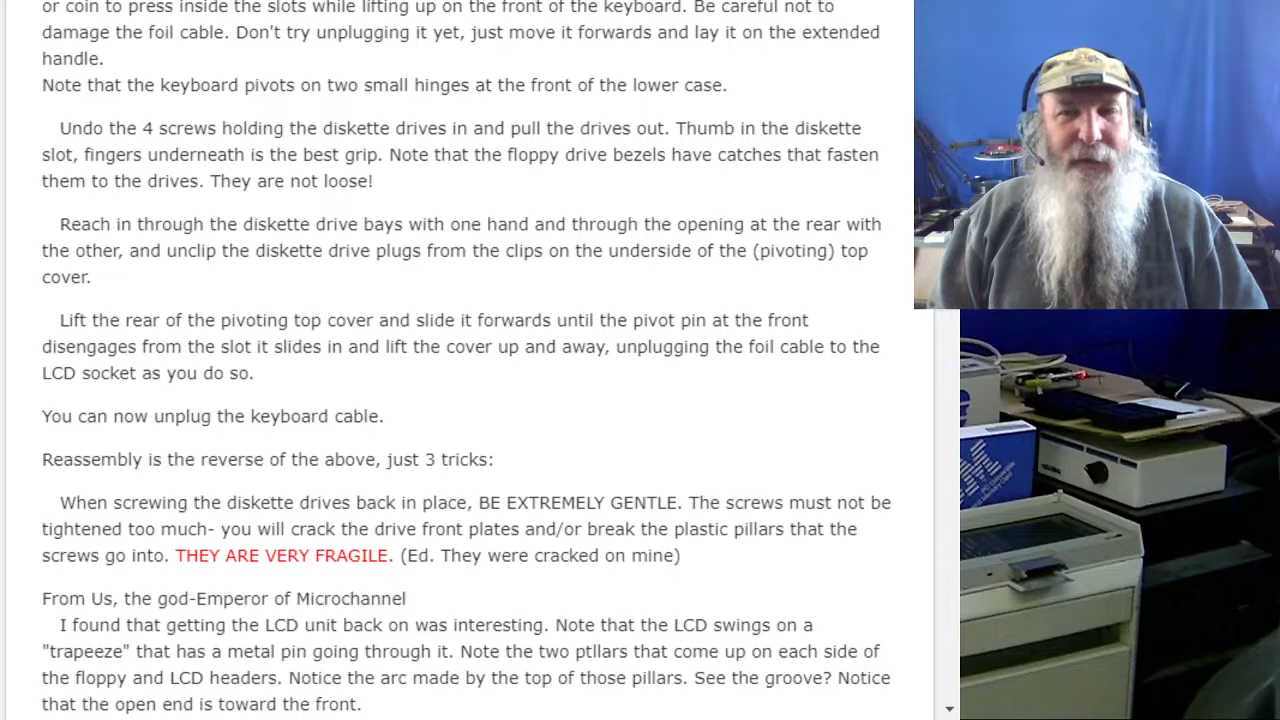 or coin to press inside the slots while lifting up on the front of the keyboard. Be careful not to
damage the foil cable. Don't try unplugging it yet, just move it forwards and lay it on the extended
handle.
Note that the keyboard pivots on two small hinges at the front of the lower case.
Undo the 4 screws holding the diskette drives in and pull the drives out. Thumb in the diskette
slot, fingers underneath is the best grip. Note that the floppy drive bezels have catches that fasten
them to the drives. They are not loose!
Reach in through the diskette drive bays with one hand and through the opening at the rear with
the other, and unclip the diskette drive plugs from the clips on the underside of the (pivoting) top
cover.
Lift the rear of the pivoting top cover and slide it forwards until the pivot pin at the front
disengages from the slot it slides in and lift the cover up and away, unplugging the foil cable to the
LCD socket as you do so.
You can now unplug the keyboard cable.
Reassembly is the reverse of the above, just 3 tricks:
When screwing the diskette drives back in place, BE EXTREMELY GENTLE. The screws must not be
tightened too much- you will crack the drive front plates and/or break the plastic pillars that the
screws go into. THEY ARE VERY FRAGILE. (Ed. They were cracked on mine)
From Us, the god-Emperor of Microchannel
I found that getting the LCD unit back on was interesting. Note that the LCD swings on a
"trapeeze" that has a metal pin going through it. Note the two ptllars that come up on each side of
the floppy and LCD headers. Notice the arc made by the top of those pillars. See the groove? Notice
that the open end is toward the front.